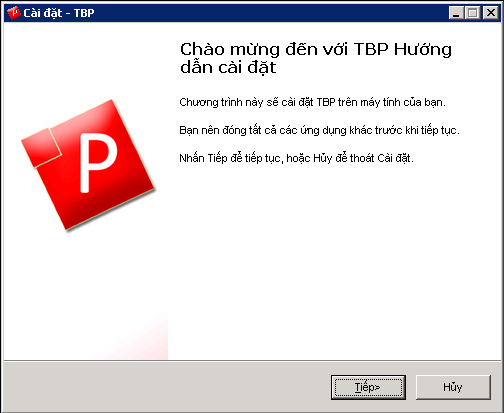 Cài đặt - TBP
Chào mừng đến với TBP Hướng
dẫn cài đặt
Chương trình này sẽ cài đặt TBP trên máy tính của bạn.
Bạn nên đóng tất cả các ứng dụng khác trước khi tiếp tục.
Nhấn Tiếp để tiếp tục, hoặc Hủy để thoát Cài đặt.
P
Tiếp>
Hủy